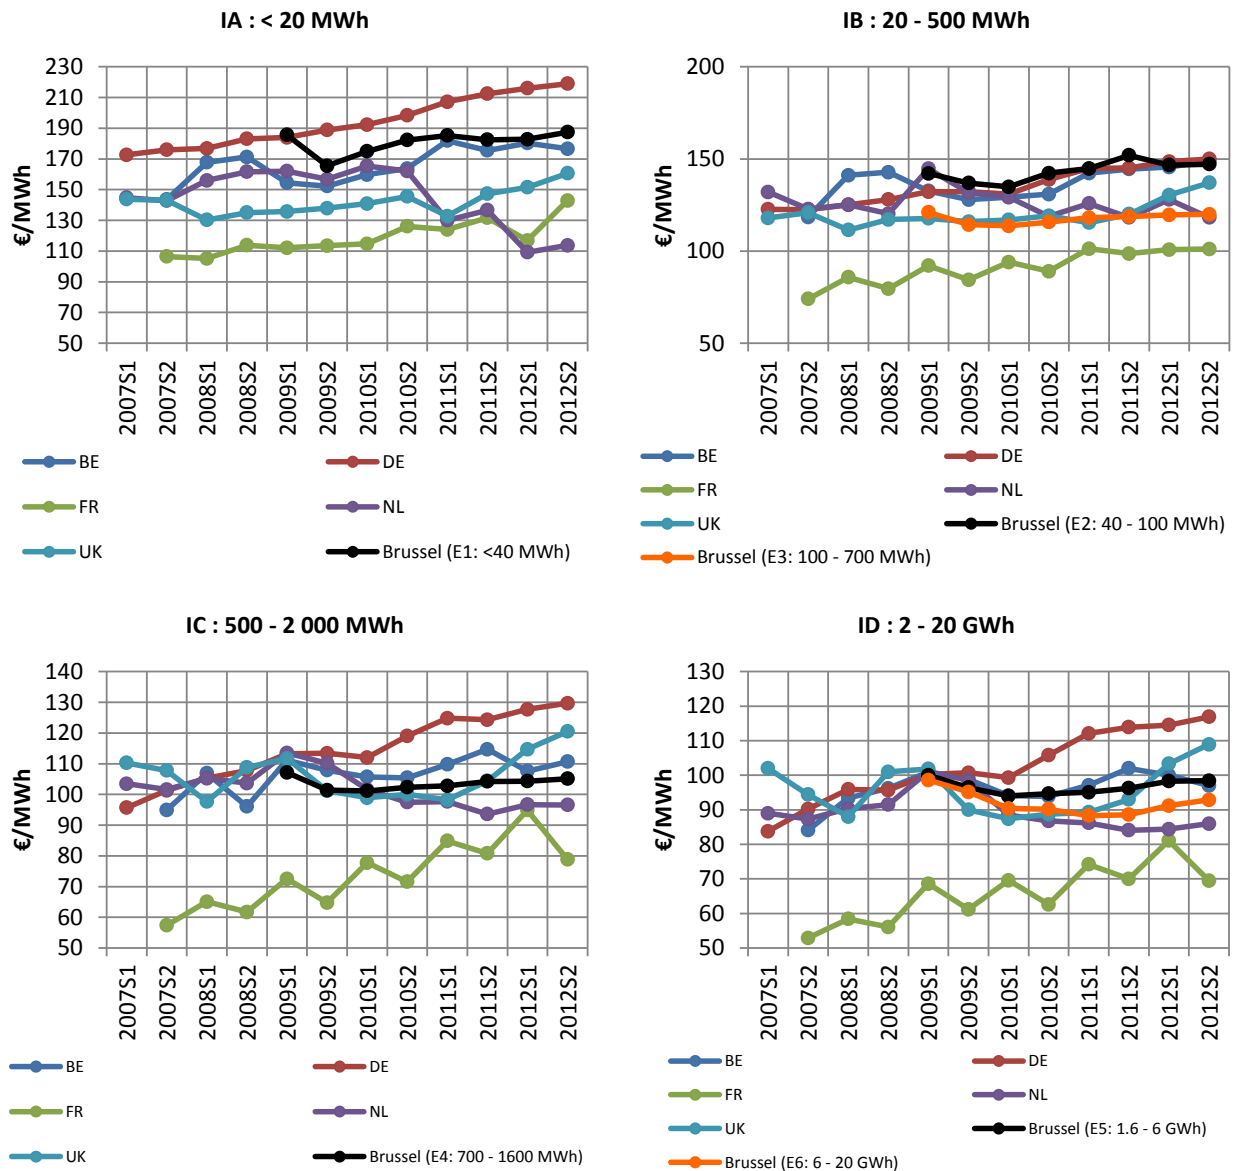 IA : < 20 MWh
€/MWh
230
210
190
170
150
130
110
90
70
50
2007S1
2007S2
2008S1
2008S2
2009S1
2009S2
2010S1
2010S2
2011S1
2011S2
2012S1
2012S2
BE
DE
FR
NL
UK
Brussel (E1: <40 MWh)
IB : 20 - 500 MWh
€/MWh
200
150
100
50
2007S1
2007S2
2008S1
2008S2
2009S1
2009S2
2010S1
2010S2
2011S1
2011S2
2012S1
2012S2
BE
DE
FR
NL
UK
Brussel (E2: 40 - 100 MWh)
Brussel (E3: 100 - 700 MWh)
IC : 500 - 2 000 MWh
€/MWh
140
130
120
110
100
90
80
70
60
50
2007S1
2007S2
2008S1
2008S2
2009S1
2009S2
2010S1
2010S2
2011S1
2011S2
2012S1
2012S2
BE
DE
FR
NL
UK
Brussel (E4: 700 - 1600 MWh)
ID : 2 - 20 GWh
€/MWh
130
120
110
100
90
80
70
60
50
2007S1
2007S2
2008S1
2008S2
2009S1
2009S2
2010S1
2010S2
2011S1
2011S2
2012S1
2012S2
BE
DE
FR
NL
UK
Brussel (E5: 1.6 - 6 GWh)
Brussel (E6: 6 - 20 GWh)